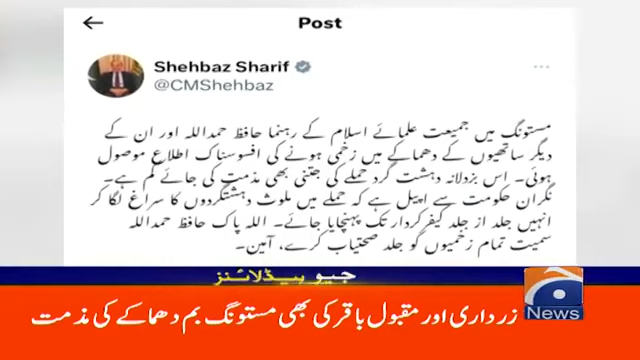 Post
Shehbaz Sharif
@CMShehbaz
مستونگ میں جمیعت علمائے اسلام کے رہنما حافظ حمداللہ اور ان کے
دیگر ساتھیوں کے دھماکے میں زخمی ہونے کی افسوسناک اطلاع موصول
ہوئی۔ اس بزدلانہ دہشت گرد حملے کی جتنی بھی مذمت کی جائے کم ہے۔
نگران حکومت سے اپیل ہے کہ حملے میں ملوث دہشتگردوں کا سراغ لگا کر
انہیں جلد از جلد کیفرکردار تک پہنچایا جائے۔ اللہ پاک حافظ حمداللہ
سمیت تمام زخمیوں کو جلد صحتیاب کرے، آمین۔
جیو ہیڈلائنز
زرداری اور مقبول باقر کی بھی مستونگ بم دھماکے کی مذمت
News